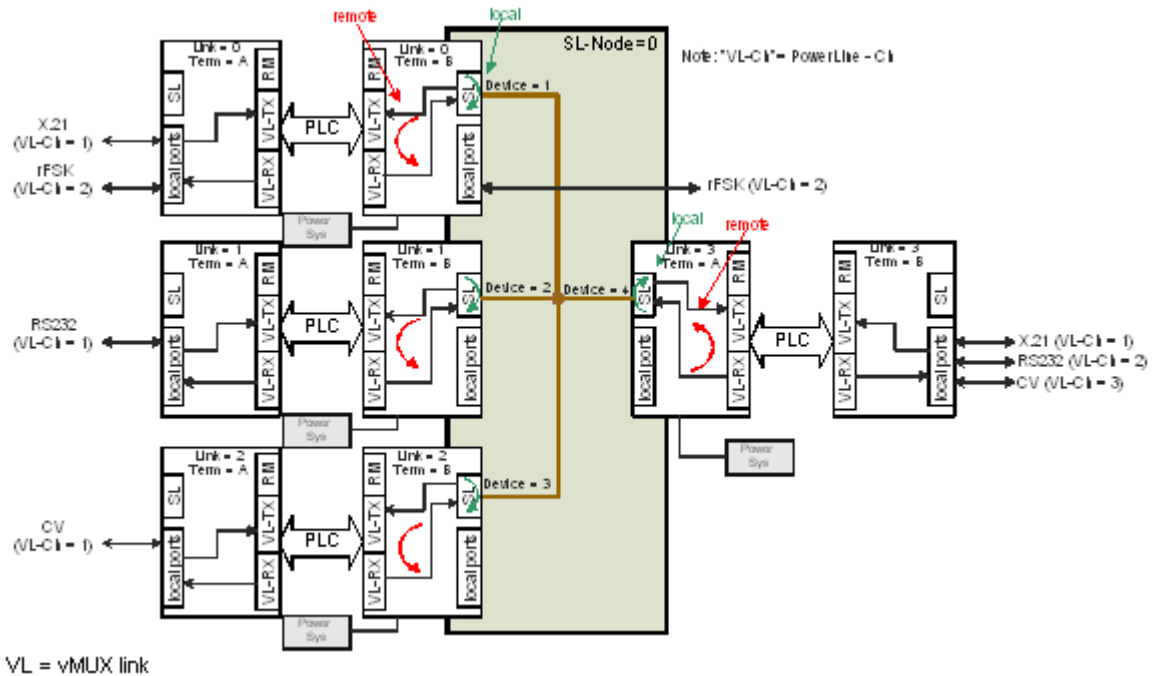 remote
local
SL-Node=0
Note: "VL-Ch"= PowerLine - Ch
Link = 0
Term = A
SL
local ports
RM
VL-TX
VL-RX
PLC
Link = 0
Term = B
RM
VL-TX
VL-RX
SL
local ports
Device = 1
X.21
(VL-Ch = 1)
rFSK
(VL-Ch = 2)
rFSK (VL-Ch = 2)
Power
Sys
Link = 1
Term = A
SL
local ports
RM
VL-TX
VL-RX
PLC
Link = 1
Term = B
RM
VL-TX
VL-RX
SL
local ports
Device = 2
Device = 4
RS232
(VL-Ch = 1)
Power
Sys
local
remote
Link = 3
Term = A
SL
local ports
RM
VL-TX
VL-RX
PLC
Link = 3
Term = B
RM
VL-TX
VL-RX
SL
local ports
X.21 (VL-Ch = 1)
RS232 (VL-Ch = 2)
CV (VL-Ch = 3)
Power
Sys
Link = 2
Term = A
SL
local ports
RM
VL-TX
VL-RX
PLC
Link = 2
Term = B
RM
VL-TX
VL-RX
SL
local ports
Device = 3
CV
(VL-Ch = 1)
Power
Sys
VL = vMUX link